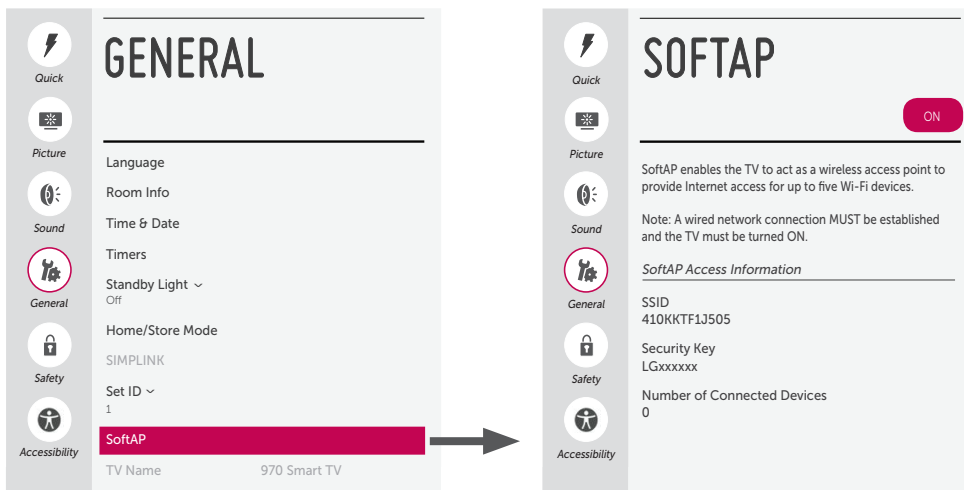 GENERAL
Quick
Picture
Sound
General
Safety
Accessibility
Language
Room Info
Time & Date
Timers
Standby Light
Off
Home/Store Mode
SIMPLINK
Set ID
1
SoftAP
TV Name 970 Smart TV
SOFTAP
Quick
Picture
Sound
General
Safety
Accessibility
ON
SoftAP enables the TV to act as a wireless access point to
provide Internet access for up to five Wi-Fi devices.
Note: A wired network connection MUST be established
and the TV must be turned ON.
SoftAP Access Information
SSID
410KKTF1J505
Security Key
LGxxxxxx
Number of Connected Devices
0